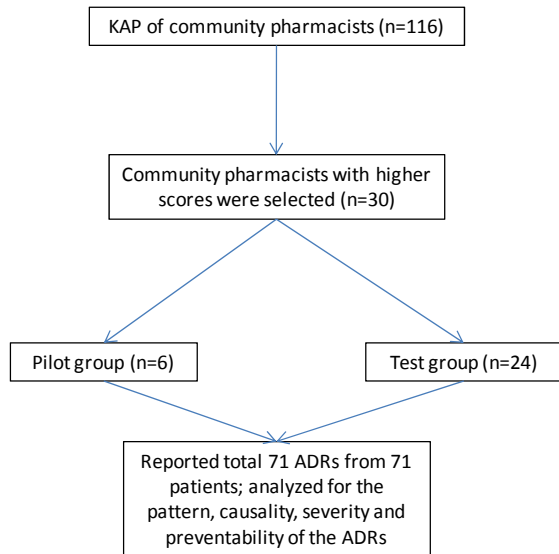 KAP of community pharmacists (n=116)
Community pharmacists with higher
scores were selected (n=30)
Pilot group (n=6)
Test group (n=24)
Reported total 71 ADRs from 71
patients; analyzed for the
pattern, causality, severity and
preventability of the ADRs